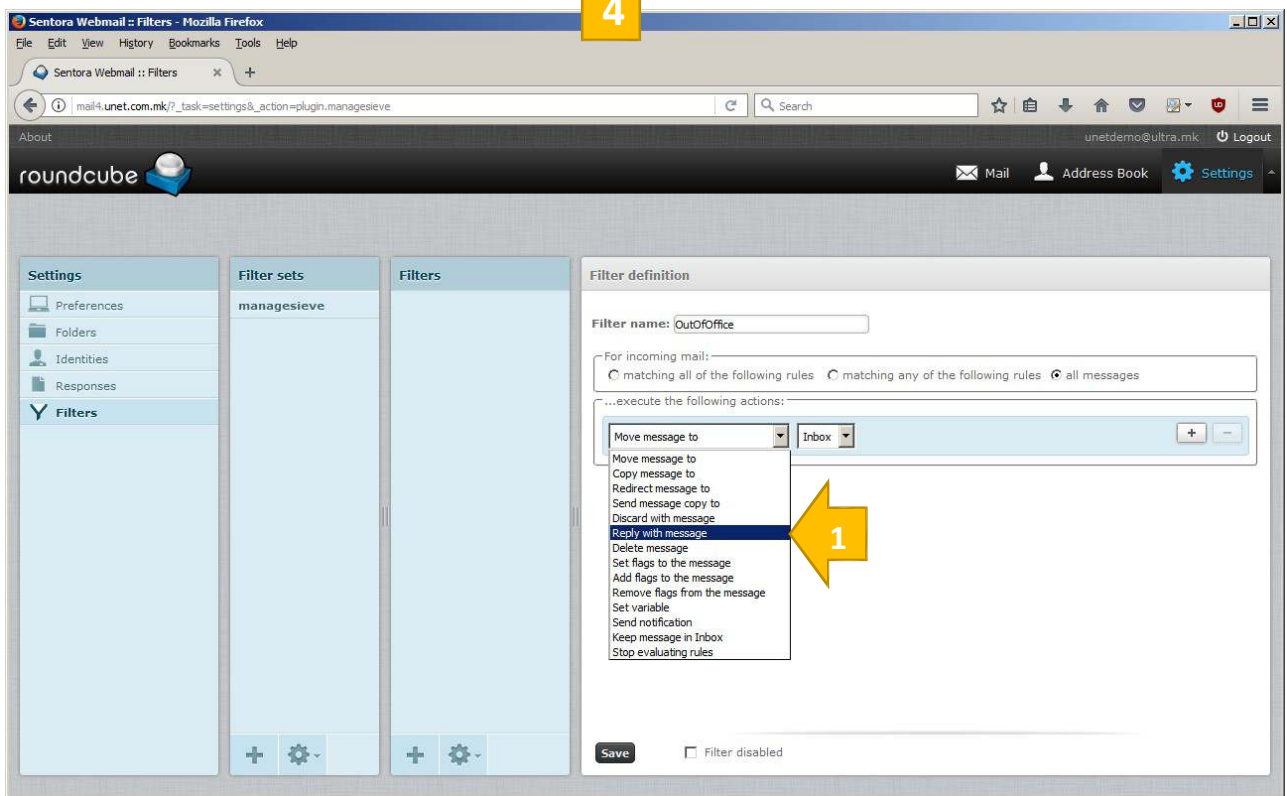 4
Sentora Webmail :: Filters - Mozilla Firefox
File Edit View History Bookmarks Tools Help
Sentora Webmail :: Filters × +
mail4.unet.com.mk/?_task=settings&_action=plugin.managesieve Search
About unetdemo@ultra.mk Logout
roundcube Mail Address Book Settings
Settings
Preferences
Folders
Identities
Responses
Filters
Filter sets
managesieve
Filters
Filter definition
Filter name: OutOfOffice
For incoming mail:
matching all of the following rules matching any of the following rules all messages
...execute the following actions:
Move message to Inbox + −
Move message to
Copy message to
Redirect message to
Send message copy to
Discard with message
Reply with message
Delete message
Set flags to the message
Add flags to the message
Remove flags from the message
Set variable
Send notification
Keep message in Inbox
Stop evaluating rules
1
Save Filter disabled